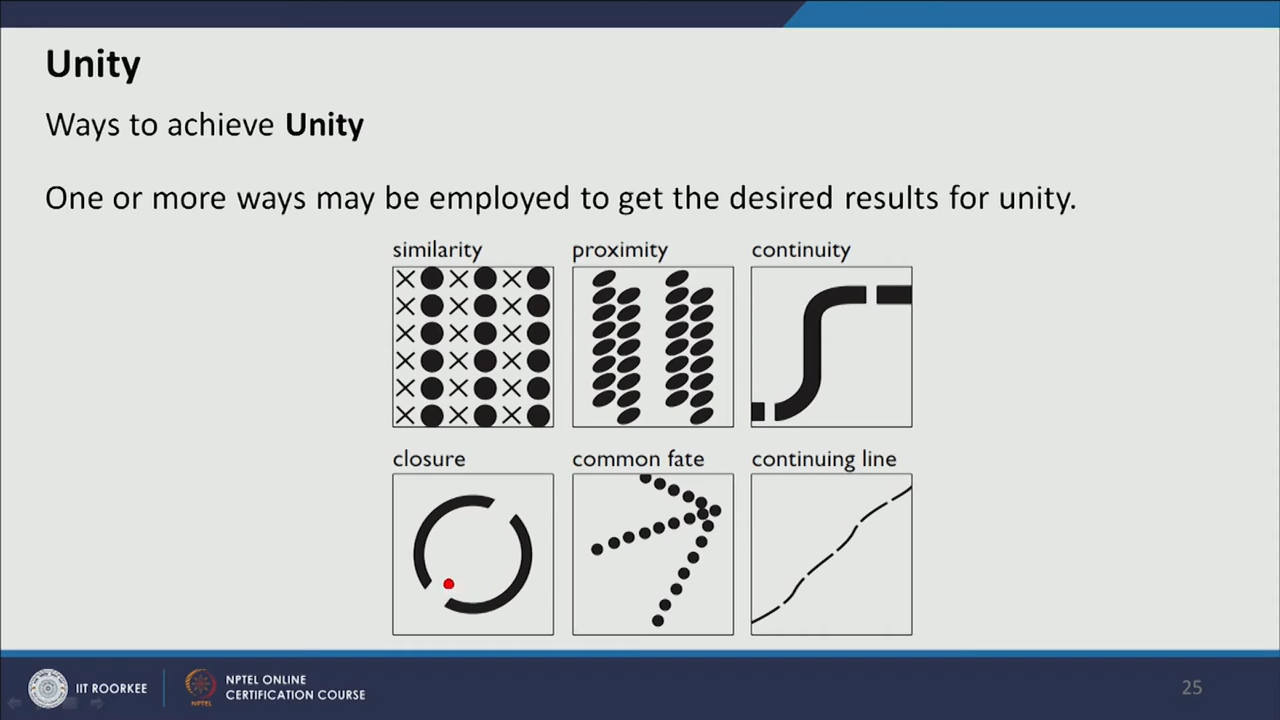 Unity
Ways to achieve Unity
One or more ways may be employed to get the desired results for unity.
similarity
proximity
continuity
closure
common fate
continuing line
IIT ROORKEE
NPTEL
NPTEL ONLINE
CERTIFICATION COURSE
25